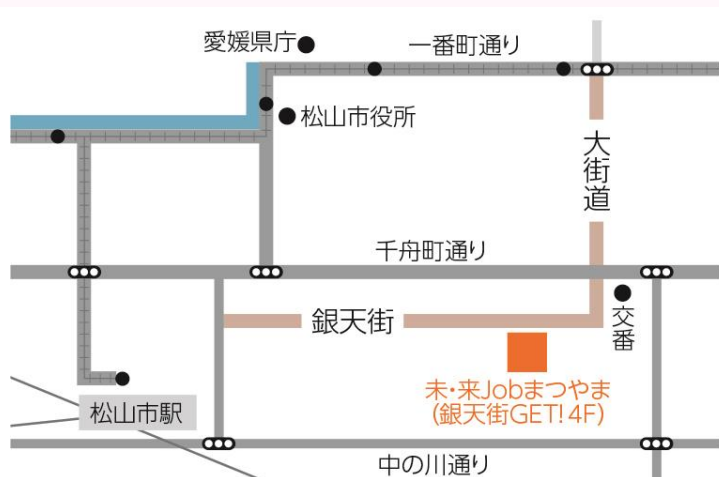 愛媛県庁
一番町通り
松山市役所
大街道
千舟町通り
銀天街
交番
未・来Jobまつやま
(銀天街GET! 4F)
松山市駅
中の川通り